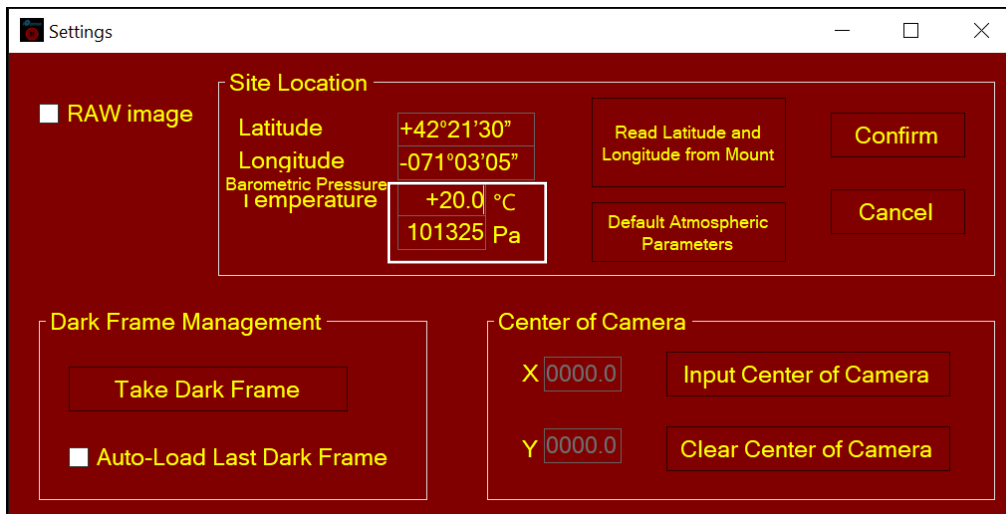 Settings
RAW image
Site Location
Latitude +42°21'30”
Longitude -071°03'05”
Barometric Pressure
Temperature +20.0 °C
101325 Pa
Read Latitude and
Longitude from Mount
Default Atmospheric
Parameters
Confirm
Cancel
Dark Frame Management
Take Dark Frame
Auto-Load Last Dark Frame
Center of Camera
X 0000.0 Input Center of Camera
Y 0000.0 Clear Center of Camera